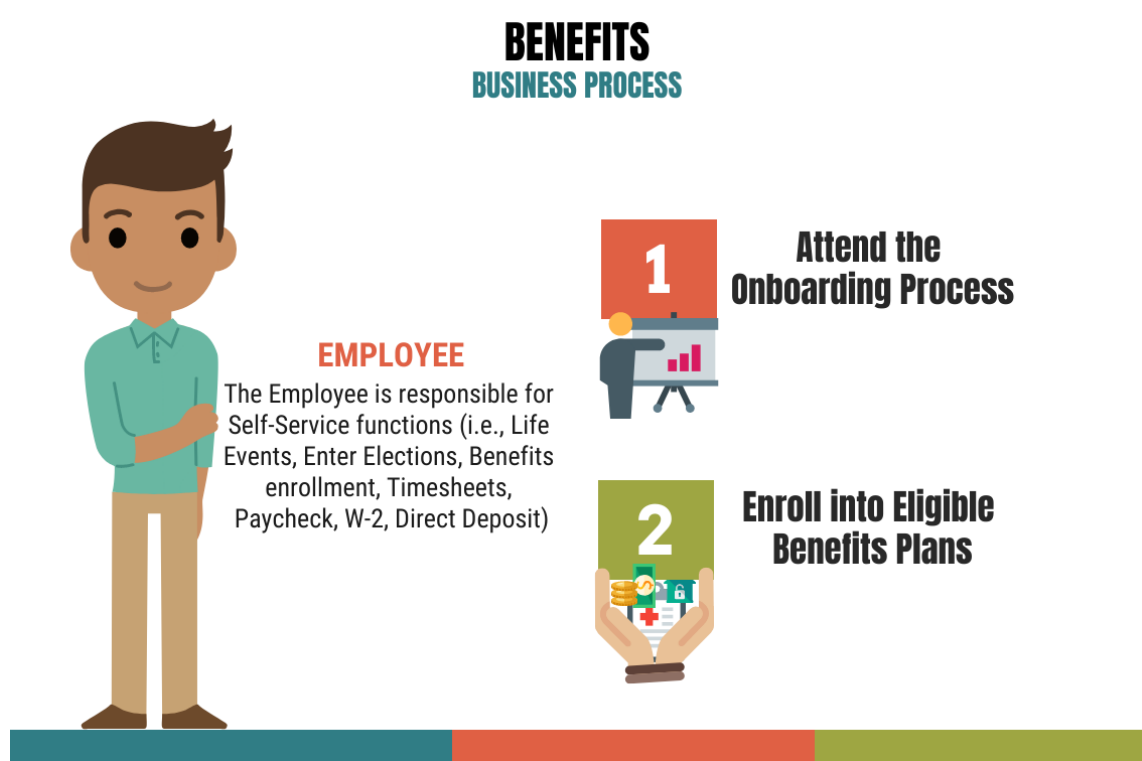 BENEFITS
BUSINESS PROCESS
EMPLOYEE
The Employee is responsible for
Self-Service functions (i.e., Life
Events, Enter Elections, Benefits
enrollment, Timesheets,
Paycheck, W-2, Direct Deposit)
1
Attend the
Onboarding Process
2
Enroll into Eligible
Benefits Plans
$